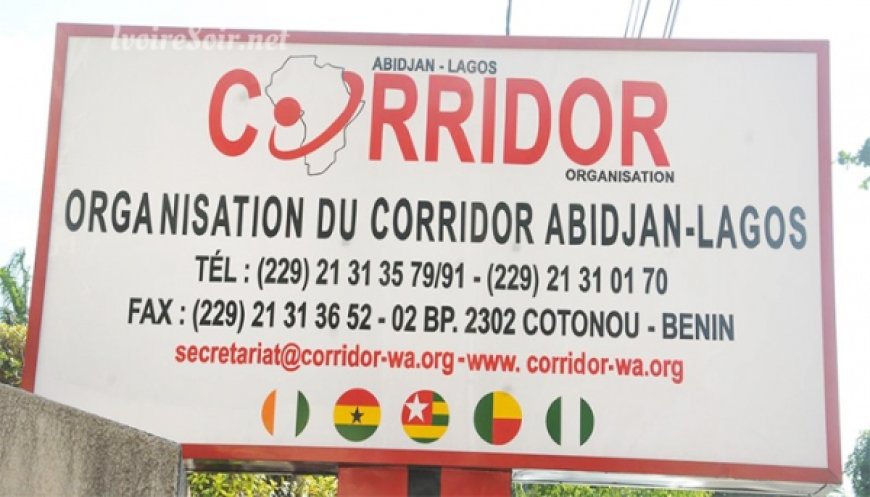 IvoireSoir.net
ABIDJAN - LAGOS
CORRIDOR
ORGANISATION
ORGANISATION DU CORRIDOR ABIDJAN-LAGOS
TÉL : (229) 21 31 35 79/91 - (229) 21 31 01 70
FAX : (229) 21 31 36 52 - 02 BP. 2302 COTONOU - BENIN
secretariat@corridor-wa.org-www. corridor-wa.org